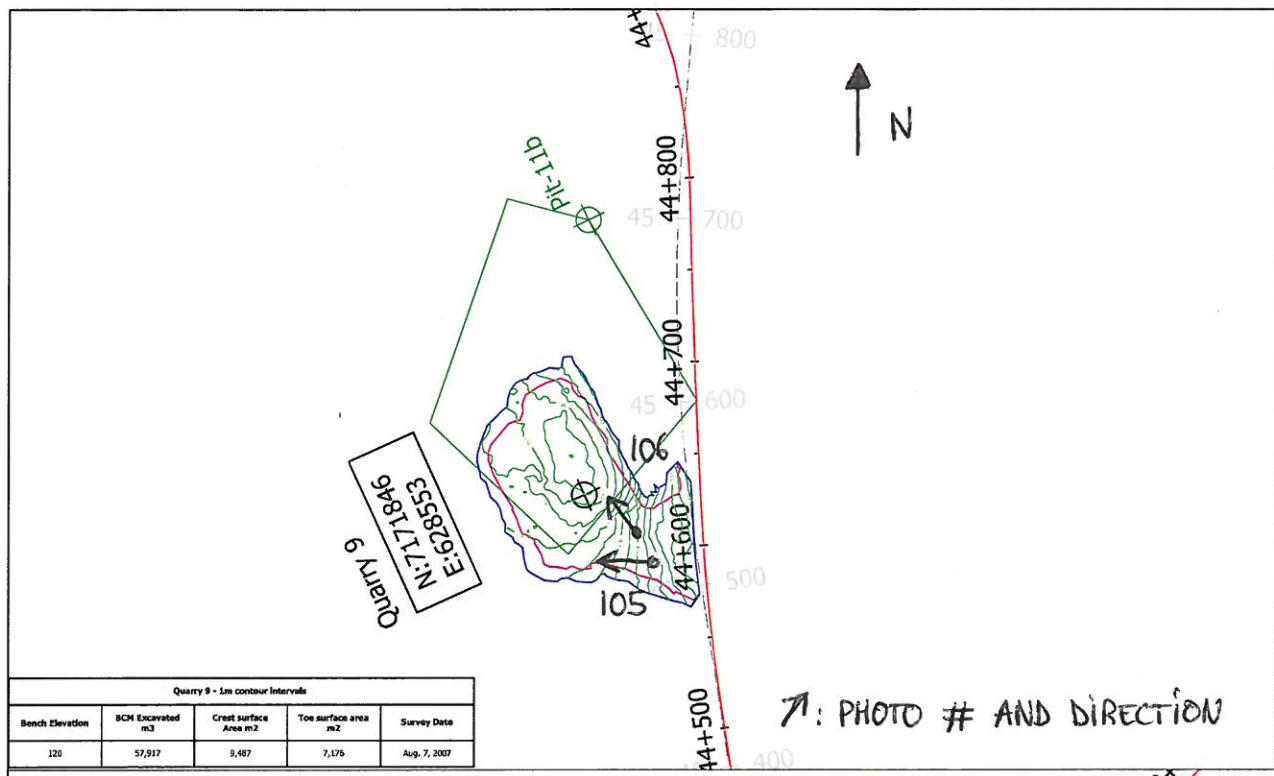 44+
45 800
N
Pit-11b
44+800
45 700
44+700
45 600
106
Quarry 9
N:7171846
E:628553
44+600
500
105
44+500
400
↗: PHOTO # AND DIRECTION
Quarry 9 - 1m contour intervals
Bench Elevation BCM Excavated m3 Crest surface Area m2 Toe surface area m2 Survey Date
120 57,917 9,487 7,176 Aug. 7, 2007